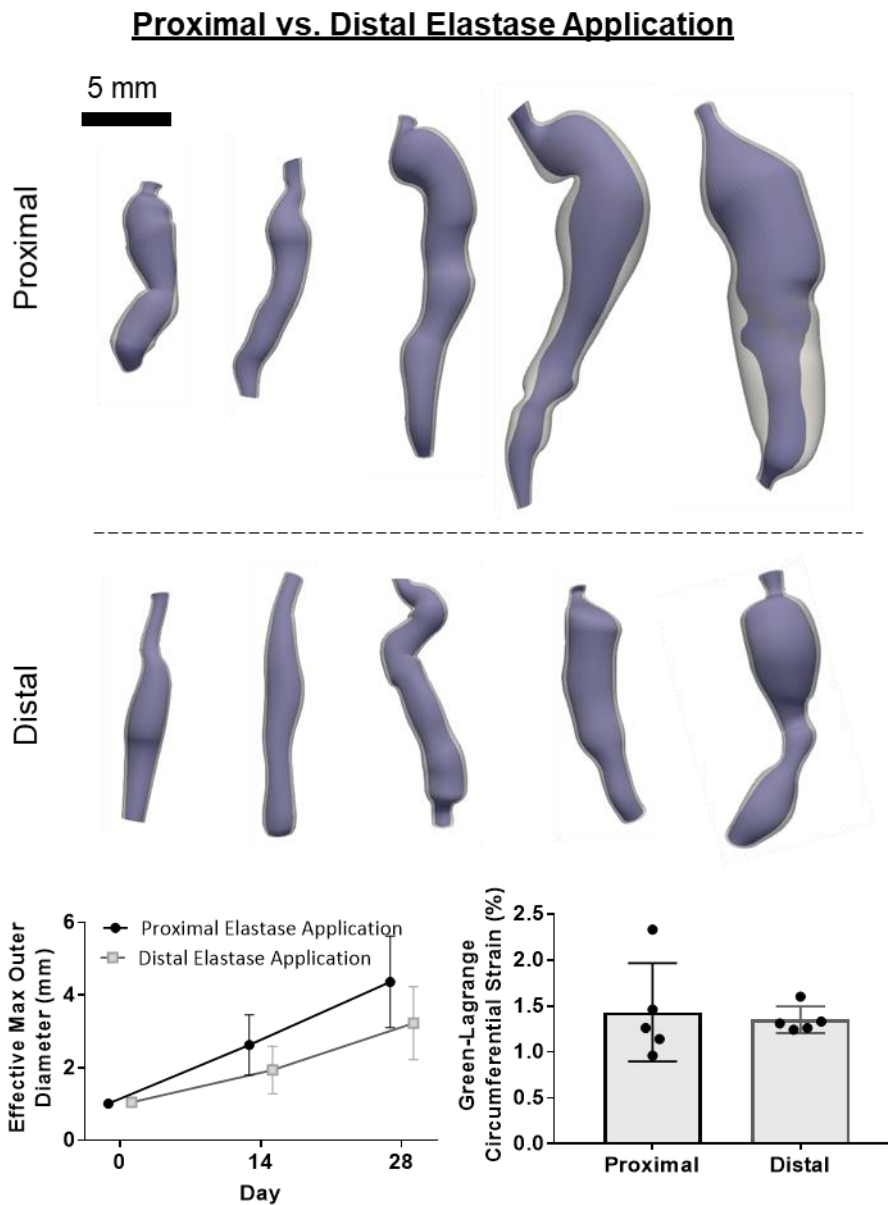 Proximal vs. Distal Elastase Application
5 mm
Proximal
Distal
Effective Max Outer
Diameter (mm)
6
4
2
0
Proximal Elastase Application
Distal Elastase Application
0
14
28
Day
Green-Lagrange
Circumferential Strain (%)
2.5
2.0
1.5
1.0
0.5
0.0
Proximal
Distal